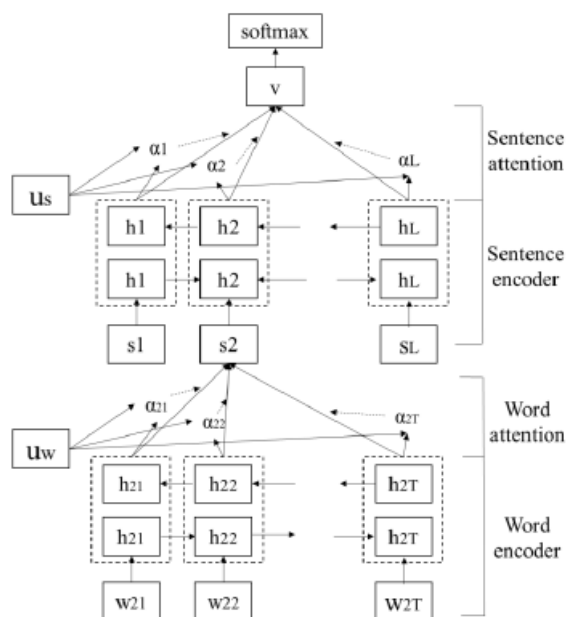 softmax
v
α1
α2
αL
Sentence
attention
us
h1
h2
hL
h1
h2
hL
Sentence
encoder
s1
s2
sL
α21
α22
α2T
Word
attention
uw
h21
h22
h2T
h21
h22
h2T
Word
encoder
w21
w22
w2T